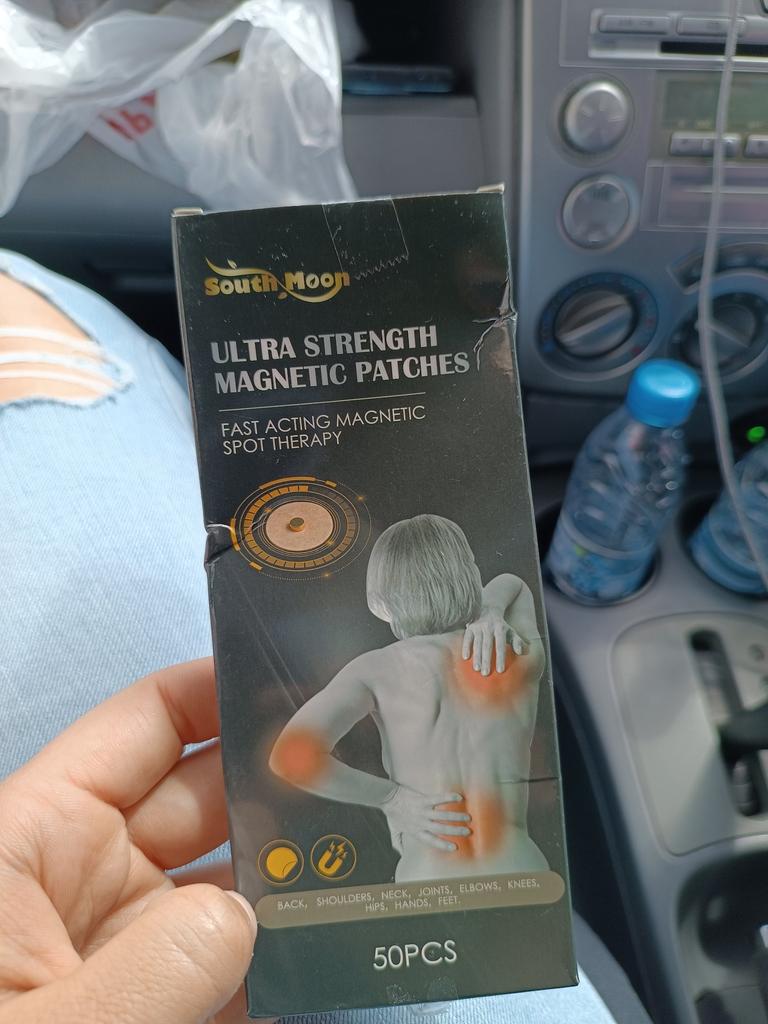 South Moon
ULTRA STRENGTH
MAGNETIC PATCHES
FAST ACTING MAGNETIC
SPOT THERAPY
BACK, SHOULDERS, NECK, JOINTS, ELBOWS, KNEES,
HIPS, HANDS, FEET.
50PCS